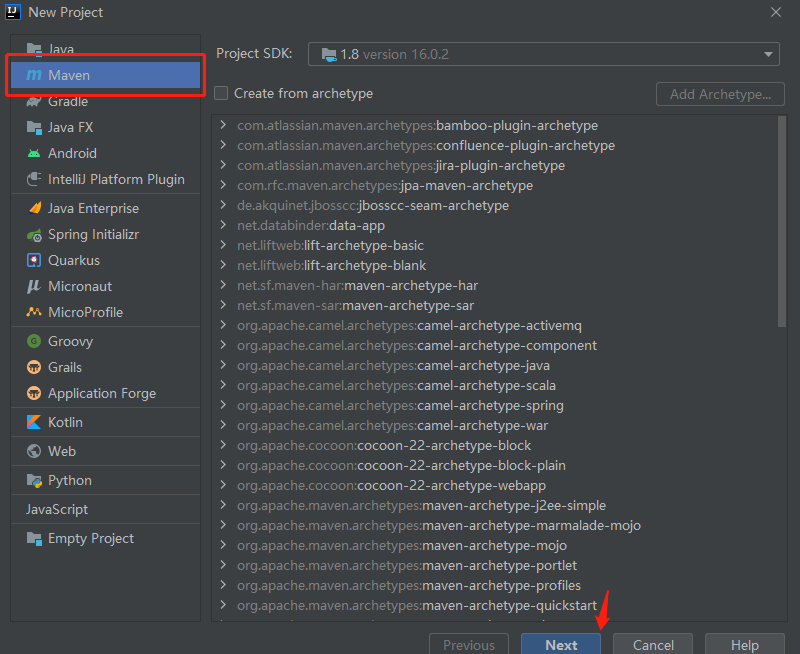 New Project
Java
Maven
Gradle
Java FX
Android
IntelliJ Platform Plugin
Java Enterprise
Spring Initializr
Quarkus
Micronaut
MicroProfile
Groovy
Grails
Application Forge
Kotlin
Web
Python
JavaScript
Empty Project
Project SDK: 1.8 version 16.0.2
Create from archetype Add Archetype...
com.atlassian.maven.archetypes:bamboo-plugin-archetype
com.atlassian.maven.archetypes:confluence-plugin-archetype
com.atlassian.maven.archetypes:jira-plugin-archetype
com.rfc.maven.archetypes:jpa-maven-archetype
de.akquinet.jbosscc:jbosscc-seam-archetype
net.databinder:data-app
net.liftweb:lift-archetype-basic
net.liftweb:lift-archetype-blank
net.sf.maven-har:maven-archetype-har
net.sf.maven-sar:maven-archetype-sar
org.apache.camel.archetypes:camel-archetype-activemq
org.apache.camel.archetypes:camel-archetype-component
org.apache.camel.archetypes:camel-archetype-java
org.apache.camel.archetypes:camel-archetype-scala
org.apache.camel.archetypes:camel-archetype-spring
org.apache.camel.archetypes:camel-archetype-war
org.apache.cocoon:cocoon-22-archetype-block
org.apache.cocoon:cocoon-22-archetype-block-plain
org.apache.cocoon:cocoon-22-archetype-webapp
org.apache.maven.archetypes:maven-archetype-j2ee-simple
org.apache.maven.archetypes:maven-archetype-marmalade-mojo
org.apache.maven.archetypes:maven-archetype-mojo
org.apache.maven.archetypes:maven-archetype-portlet
org.apache.maven.archetypes:maven-archetype-profiles
org.apache.maven.archetypes:maven-archetype-quickstart
Previous Next Cancel Help